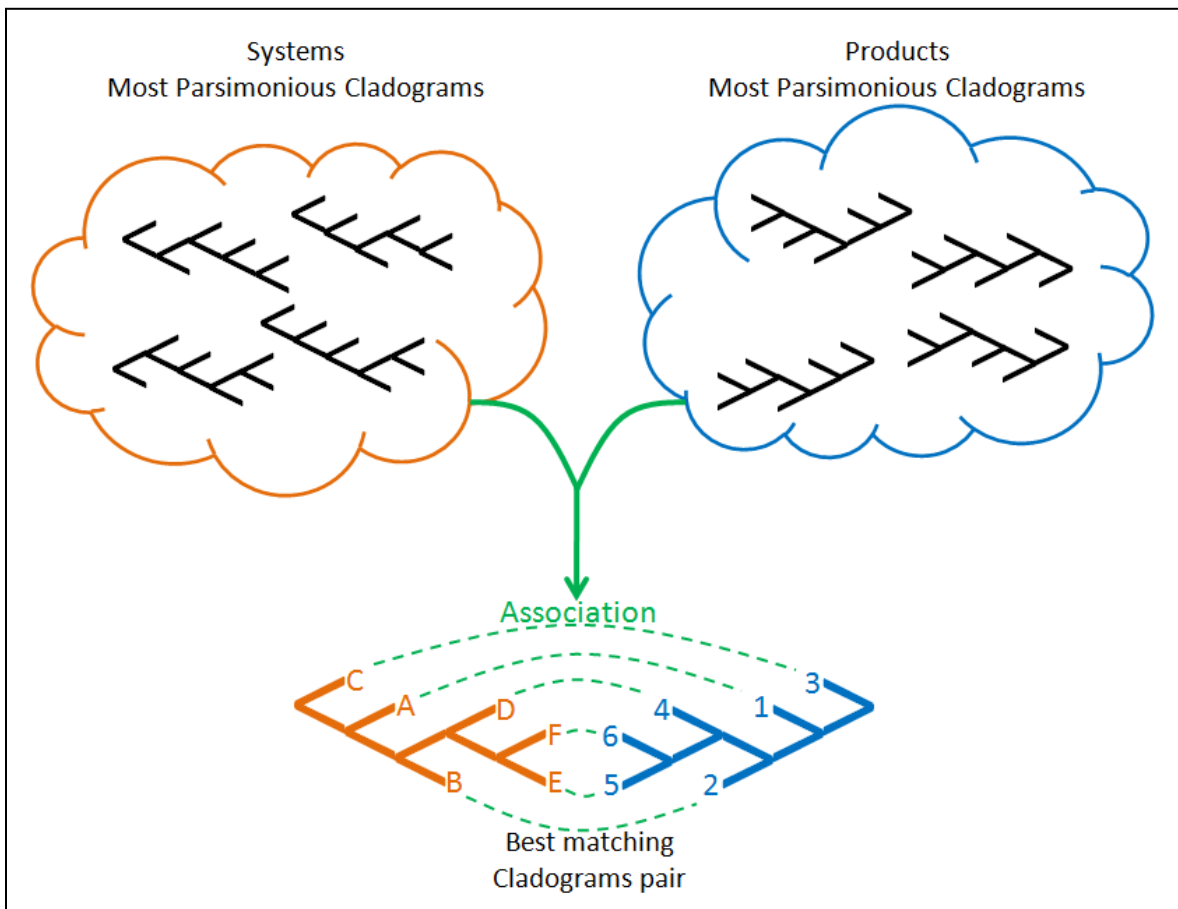 Systems
Most Parsimonious Cladograms
Products
Most Parsimonious Cladograms
Association
C
3
A
D
4
1
F
6
B
E
5
2
Best matching
Cladograms pair